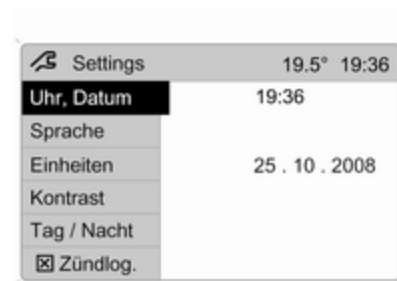 Settings 19.5° 19:36
Uhr, Datum 19:36
Sprache
Einheiten 25 . 10 . 2008
Kontrast
Tag / Nacht
☒ Zündlog.